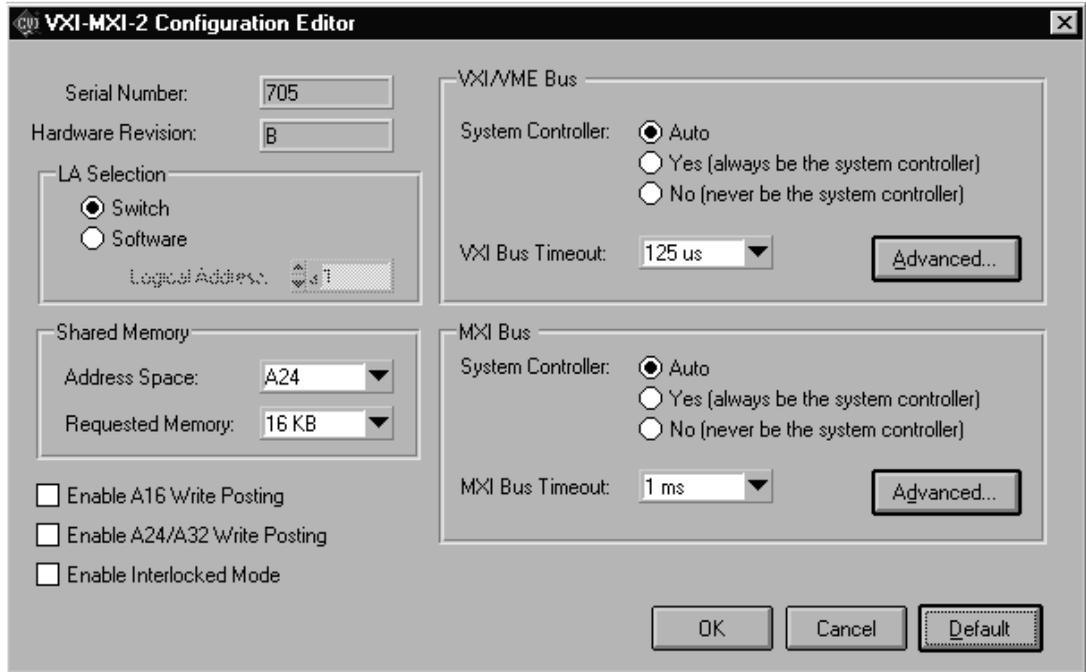 CVI VXI-MXI-2 Configuration Editor
Serial Number: 705
Hardware Revision: B
LA Selection
Switch
Software
Logical Address: 1
Shared Memory
Address Space: A24
Requested Memory: 16 KB
Enable A16 Write Posting
Enable A24/A32 Write Posting
Enable Interlocked Mode
VXI/VME Bus
System Controller: Auto
Yes (always be the system controller)
No (never be the system controller)
VXI Bus Timeout: 125 us
Advanced...
MXI Bus
System Controller: Auto
Yes (always be the system controller)
No (never be the system controller)
MXI Bus Timeout: 1 ms
Advanced...
OK Cancel Default